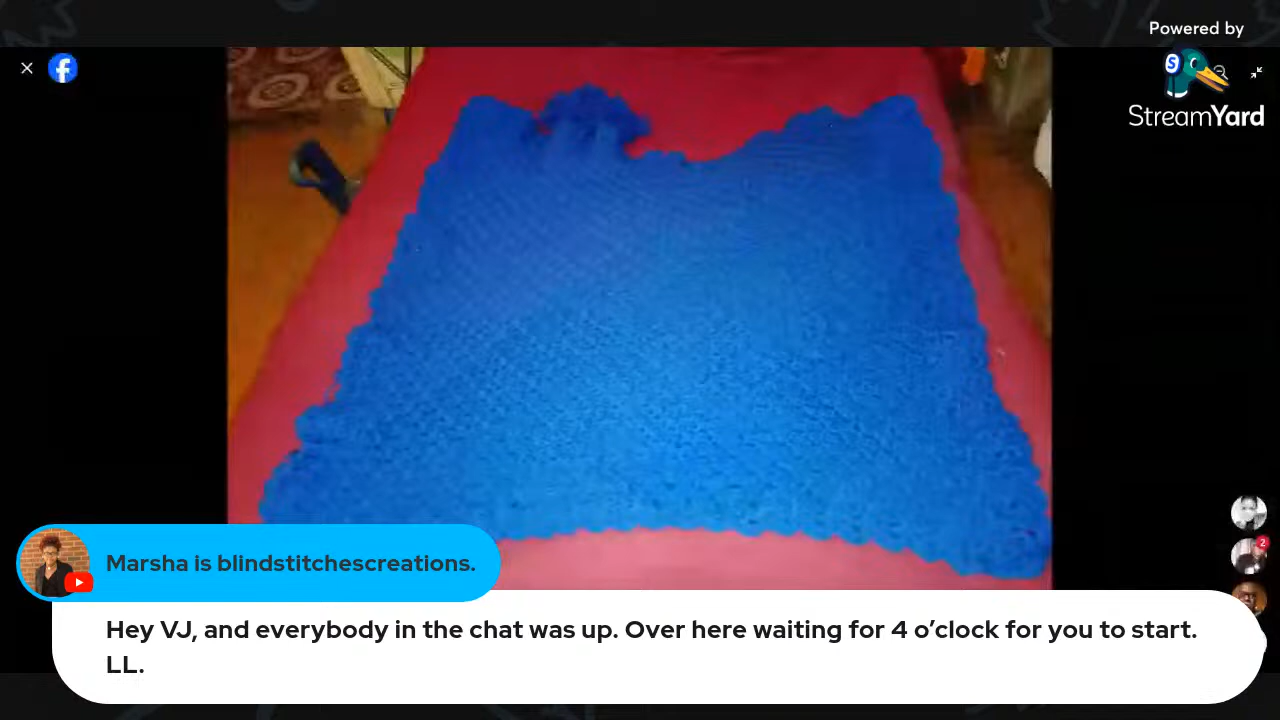 Powered by
S
StreamYard
2
Marsha is blindstitchescreations.
Hey VJ, and everybody in the chat was up. Over here waiting for 4 o’clock for you to start.
LL.